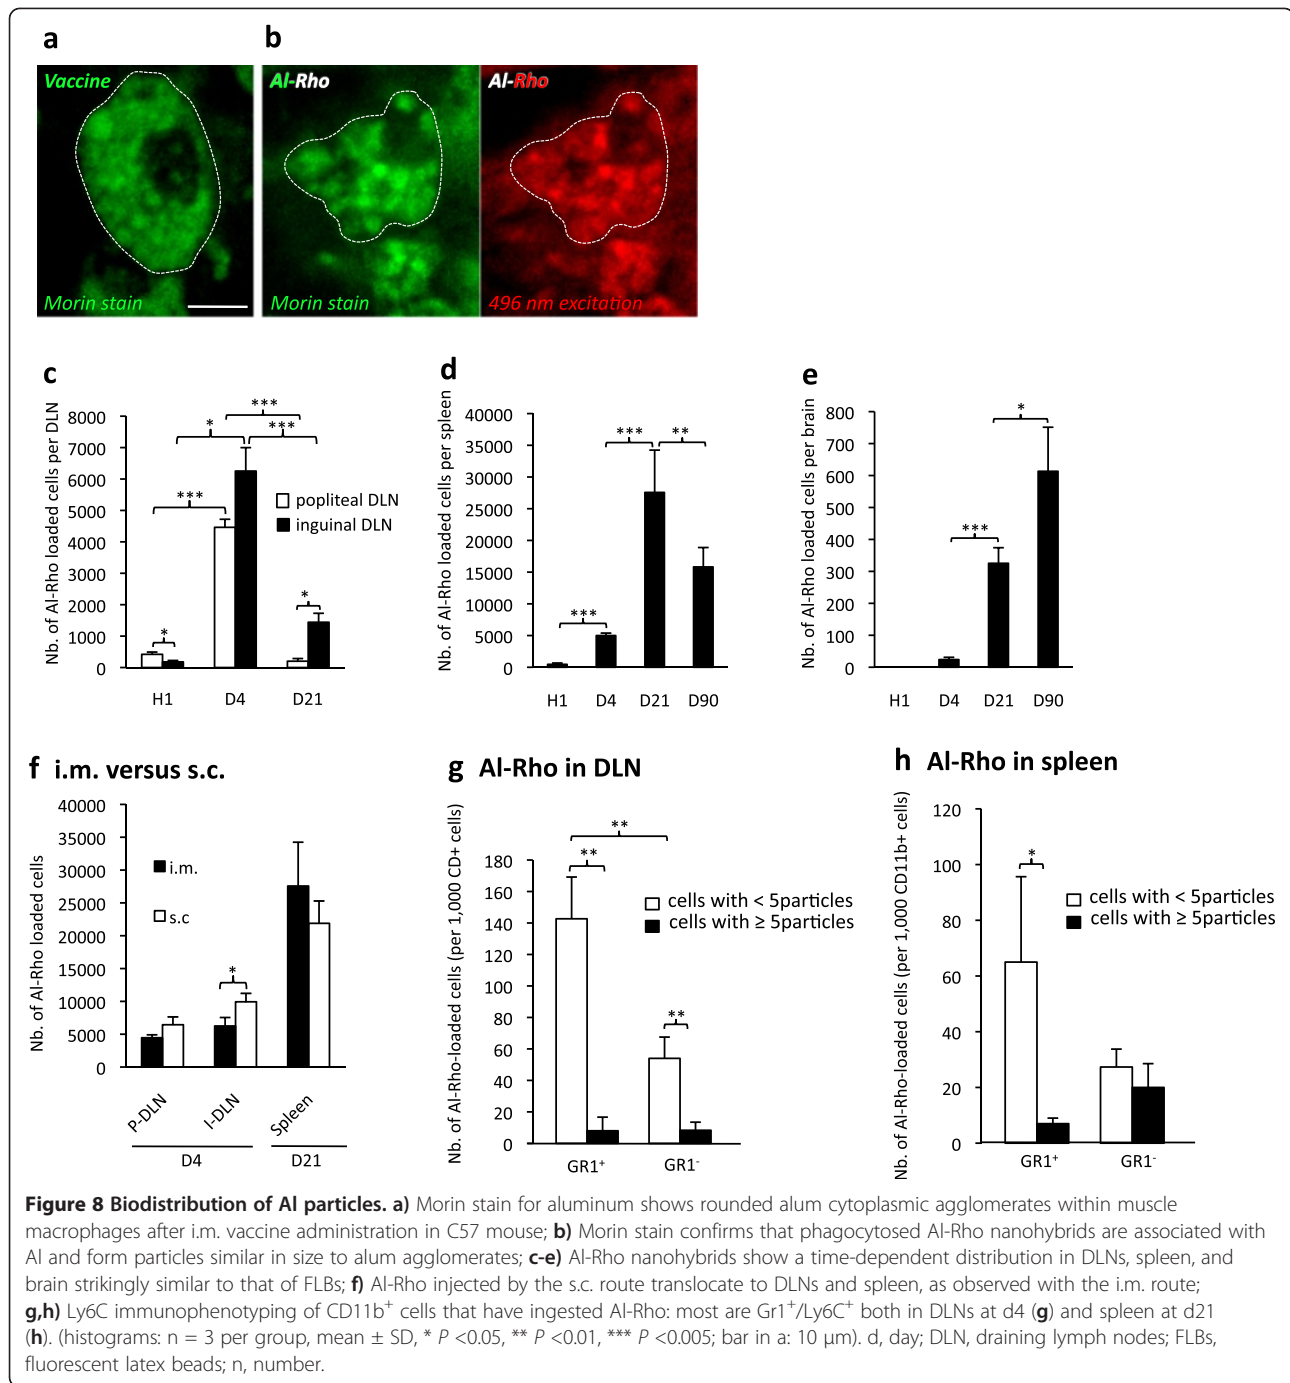 a
b
Vaccine
Al-Rho
Al-Rho
Morin stain
Morin stain
496 nm excitation
c
Nb. of Al-Rho loaded cells per DLN
8000
7000
6000
5000
4000
3000
2000
1000
0
***
* ***
***
* *
popliteal DLN
inguinal DLN
H1 D4 D21
d
Nb. of Al-Rho loaded cells per spleen
40000
35000
30000
25000
20000
15000
10000
5000
0
*** **
***
H1 D4 D21 D90
e
Nb. of Al-Rho loaded cells per brain
800
700
600
500
400
300
200
100
0
*
***
H1 D4 D21 D90
f i.m. versus s.c.
Nb. of Al-Rho loaded cells
40000
35000
30000
25000
20000
15000
10000
5000
0
i.m.
s.c
*
P-DLN I-DLN Spleen
D4 D21
g Al-Rho in DLN
Nb. of Al-Rho-loaded cells (per 1,000 CD+ cells)
180
160
140
120
100
80
60
40
20
0
**
**
**
cells with < 5particles
cells with ≥ 5particles
GR1⁺ GR1⁻
h Al-Rho in spleen
Nb. of Al-Rho-loaded cells (per 1,000 CD11b+ cells)
120
100
80
60
40
20
0
*
cells with < 5particles
cells with ≥ 5particles
GR1⁺ GR1⁻
Figure 8 Biodistribution of Al particles. a) Morin stain for aluminum shows rounded alum cytoplasmic agglomerates within muscle
macrophages after i.m. vaccine administration in C57 mouse; b) Morin stain confirms that phagocytosed Al-Rho nanohybrids are associated with
Al and form particles similar in size to alum agglomerates; c-e) Al-Rho nanohybrids show a time-dependent distribution in DLNs, spleen, and
brain strikingly similar to that of FLBs; f) Al-Rho injected by the s.c. route translocate to DLNs and spleen, as observed with the i.m. route;
g,h) Ly6C immunophenotyping of CD11b⁺ cells that have ingested Al-Rho: most are Gr1⁺/Ly6C⁺ both in DLNs at d4 (g) and spleen at d21
(h). (histograms: n = 3 per group, mean ± SD, * P <0.05, ** P <0.01, *** P <0.005; bar in a: 10 μm). d, day; DLN, draining lymph nodes; FLBs,
fluorescent latex beads; n, number.